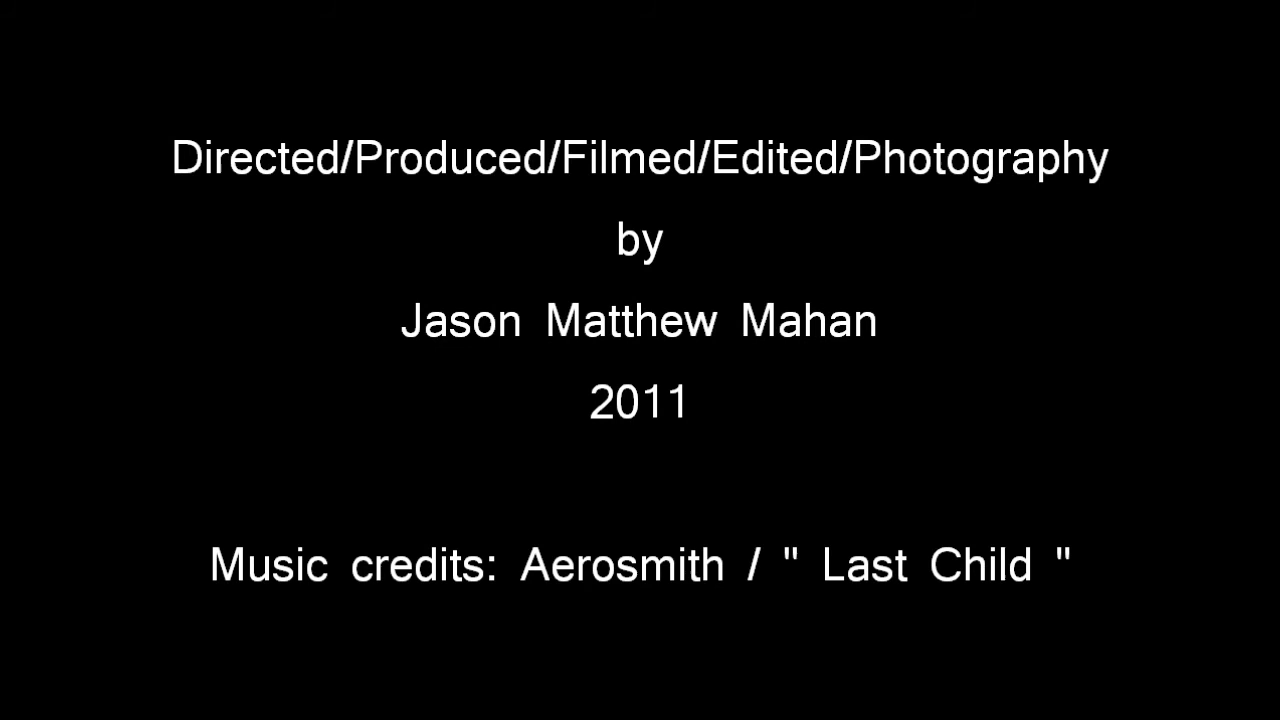 Directed/Produced/Filmed/Edited/Photography
by
Jason Matthew Mahan
2011
Music credits: Aerosmith / " Last Child "